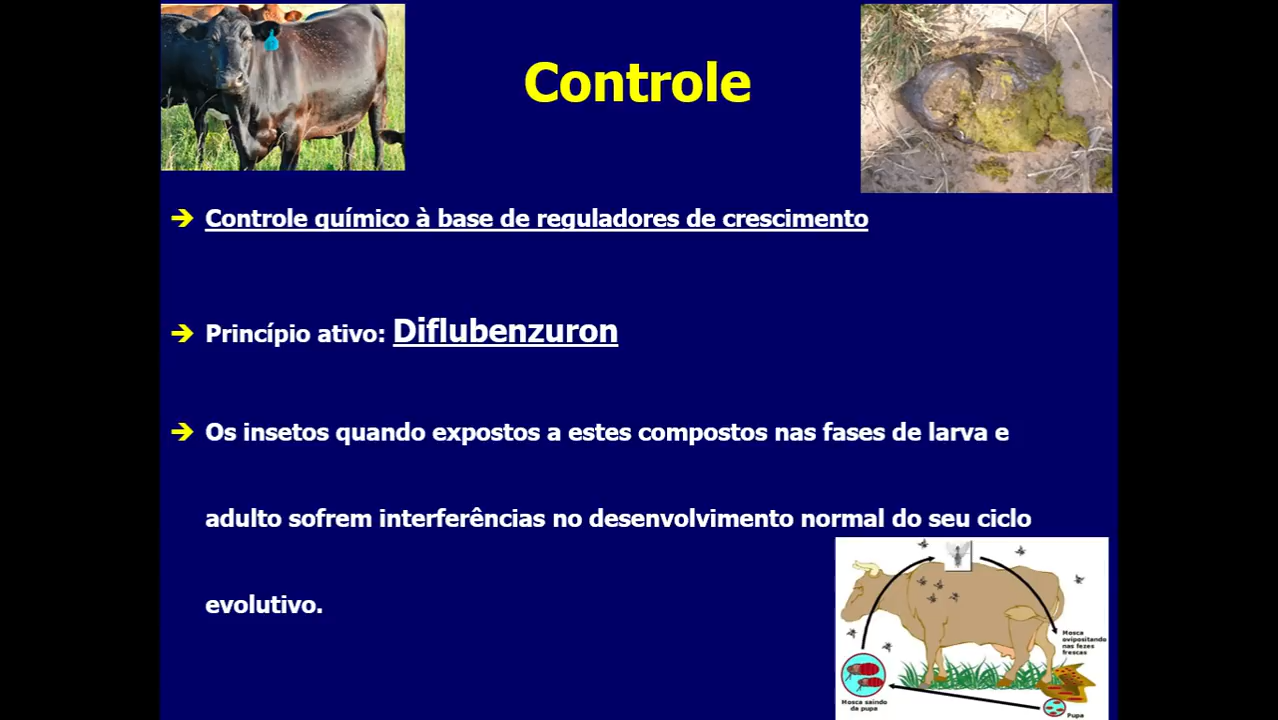 Controle
➔ Controle químico à base de reguladores de crescimento
➔ Princípio ativo: Diflubenzuron
➔ Os insetos quando expostos a estes compostos nas fases de larva e
adulto sofrem interferências no desenvolvimento normal do seu ciclo
evolutivo.
Mosca
ovipositando
nas fezes
frescas
Mosca saindo
da pupa
Pupa